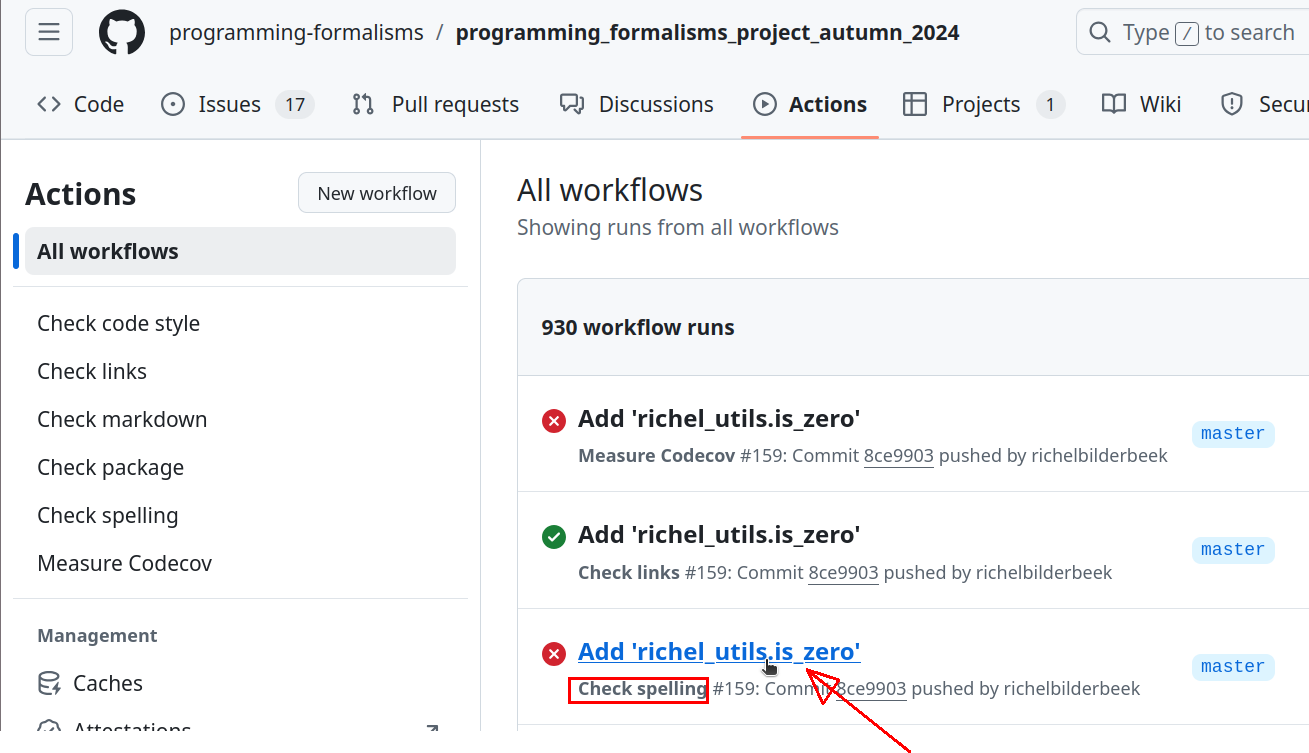 programming-formalisms / programming_formalisms_project_autumn_2024
Type / to search
Code
Issues 17
Pull requests
Discussions
Actions
Projects 1
Wiki
Secur
Actions
New workflow
All workflows
Check code style
Check links
Check markdown
Check package
Check spelling
Measure Codecov
Management
Caches
Attestations
All workflows
Showing runs from all workflows
930 workflow runs
Add 'richel_utils.is_zero'
Measure Codecov #159: Commit 8ce9903 pushed by richelbilderbeek
master
Add 'richel_utils.is_zero'
Check links #159: Commit 8ce9903 pushed by richelbilderbeek
master
Add 'richel_utils.is_zero'
Check spelling #159: Commit 8ce9903 pushed by richelbilderbeek
master